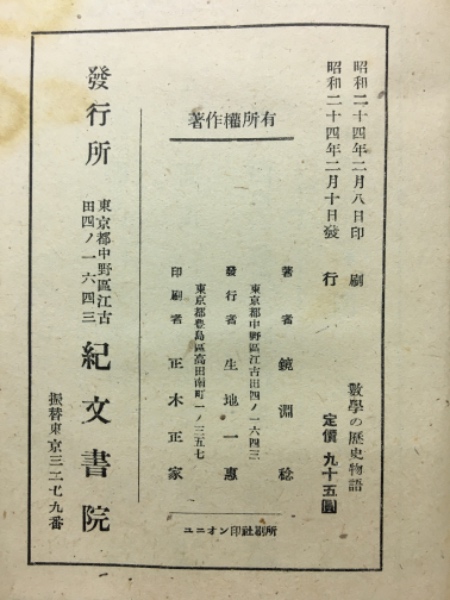 昭和二十四年二月八日印刷
昭和二十四年二月十日發行
數學の歷史物語
定價 九十五圓
有所權作著
著者 鏡淵稔
東京都中野區江古田四ノ一六四三
發行者 生地一惠
東京都豊島區高田南町一ノ三五七
印刷者 正木正家
ユニオン印社刷所
發行所
東京都中野區江古
田四ノ一六四三
紀文書院
振替東京三二七九番